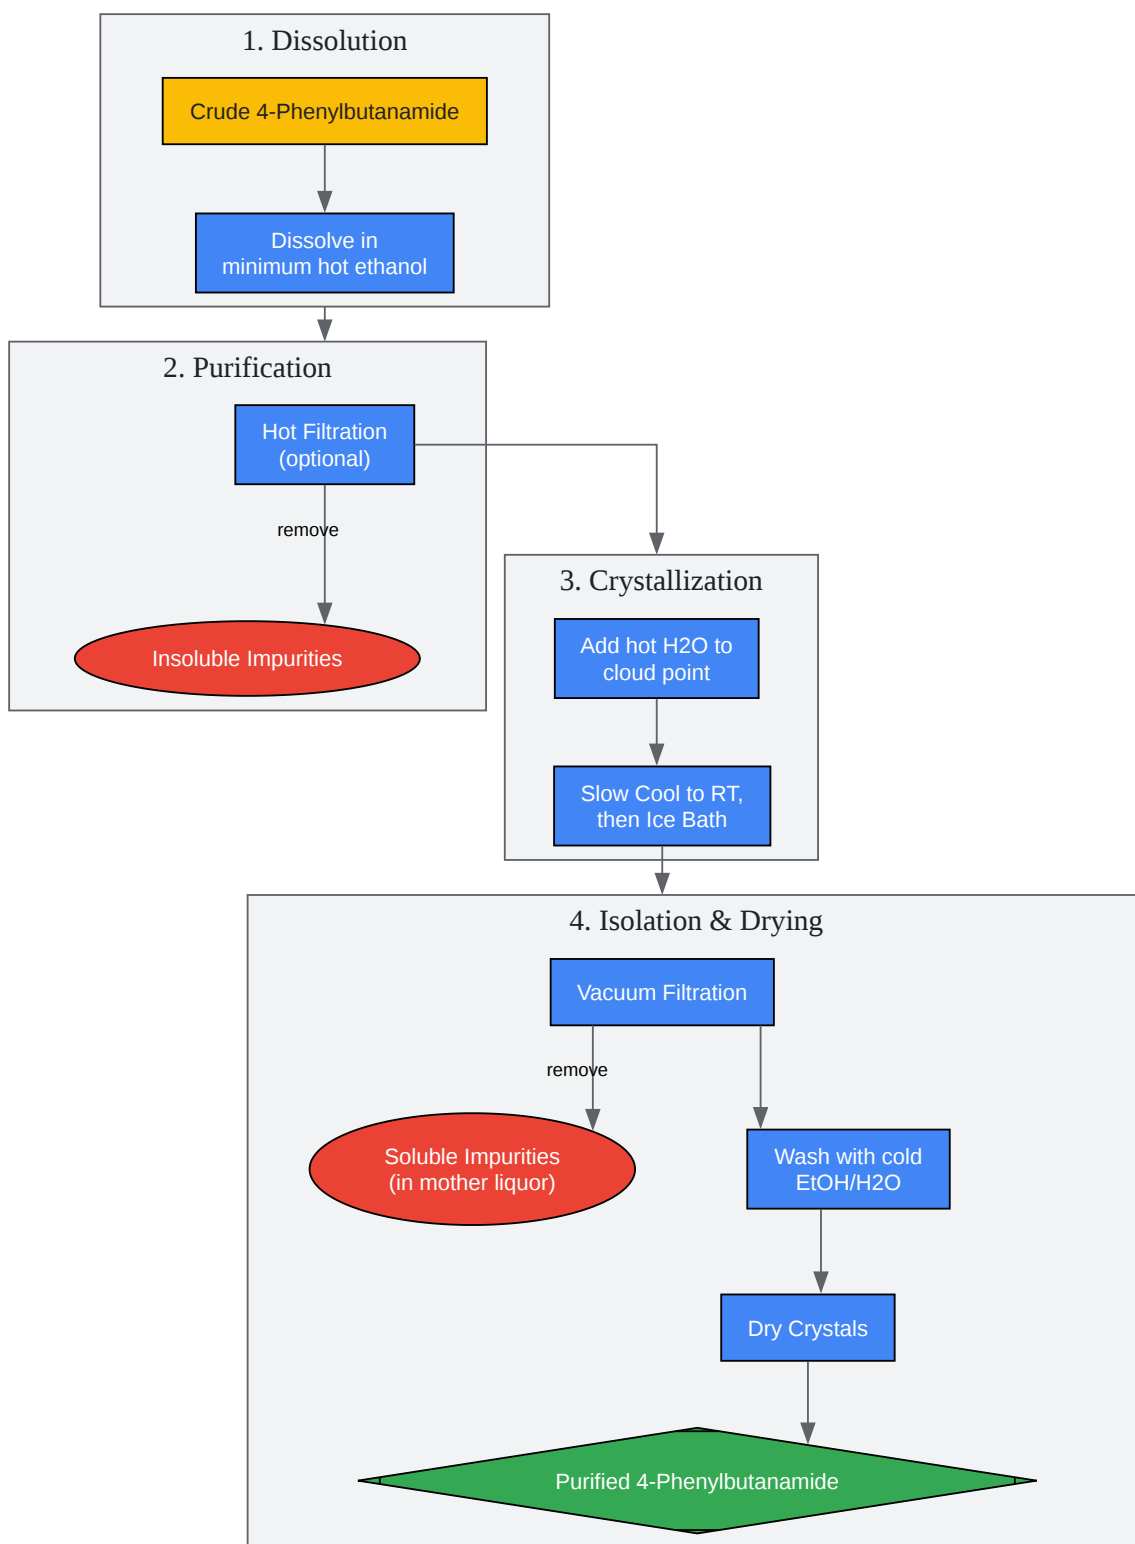 1. Dissolution
Crude 4-Phenylbutanamide
Dissolve in
minimum hot ethanol
2. Purification
Hot Filtration
(optional)
remove
Insoluble Impurities
3. Crystallization
Add hot H2O to
cloud point
Slow Cool to RT,
then Ice Bath
4. Isolation & Drying
Vacuum Filtration
remove
Soluble Impurities
(in mother liquor)
Wash with cold
EtOH/H2O
Dry Crystals
Purified 4-Phenylbutanamide